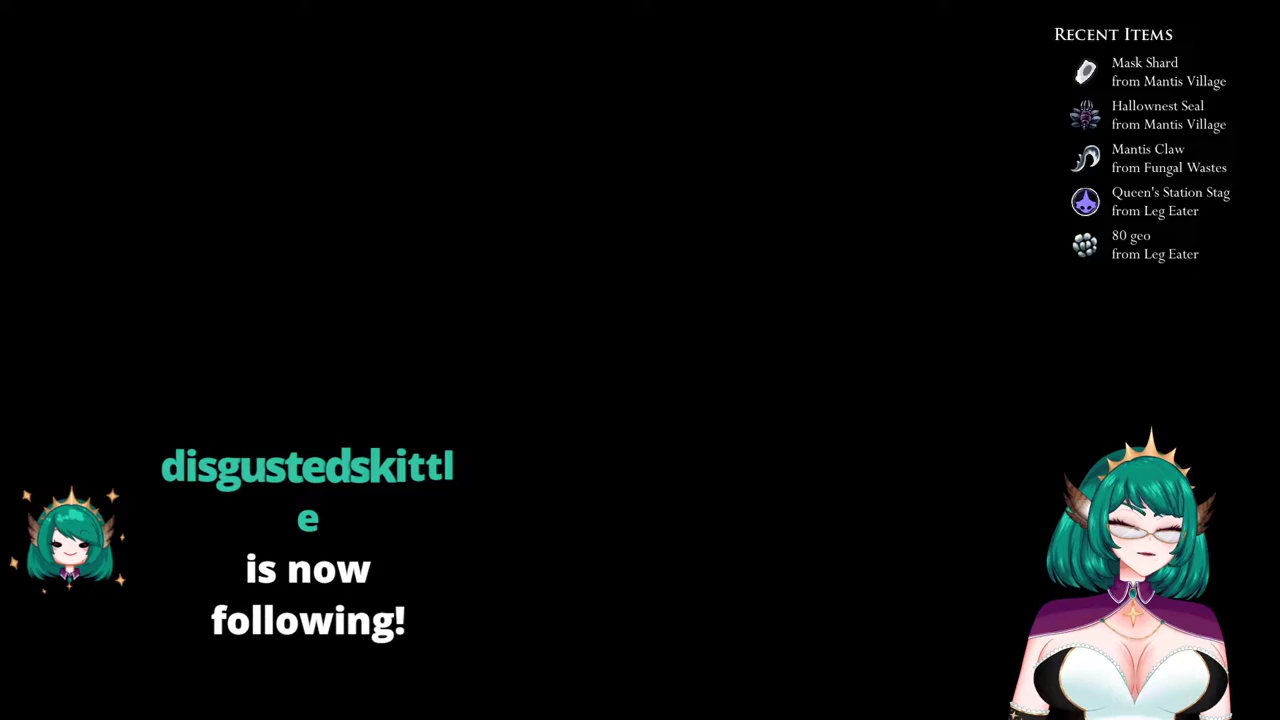 RECENT ITEMS
Mask Shard
from Mantis Village
Hallownest Seal
from Mantis Village
Mantis Claw
from Fungal Wastes
Queen's Station Stag
from Leg Eater
80 geo
from Leg Eater
disgustedskittl
e
is now
following!